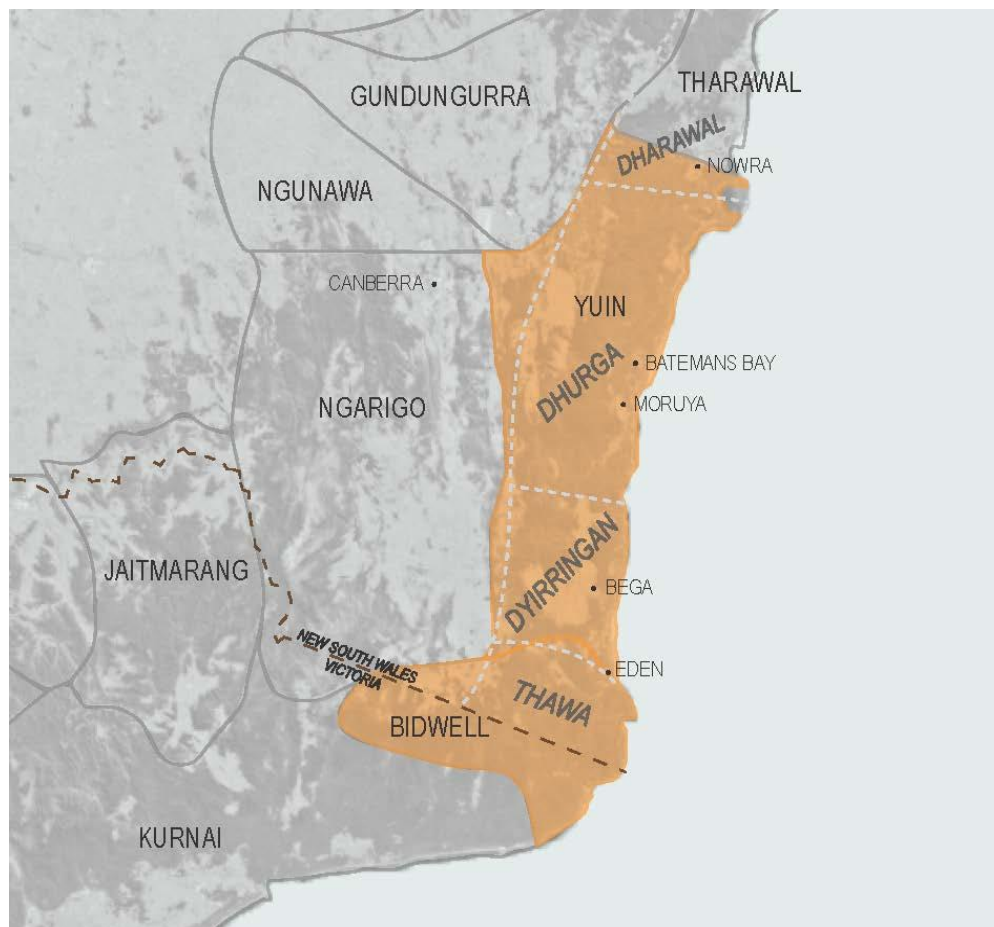 THARAWAL
GUNDUNGURRA
DHARAWAL
NOWRA
NGUNAWA
CANBERRA
YUIN
BATEMANS BAY
DHURGA
MORUYA
NGARIGO
DYIRRINGAN
JAITMARANG
BEGA
NEW SOUTH WALES
VICTORIA
EDEN
THAWA
BIDWELL
KURNAI